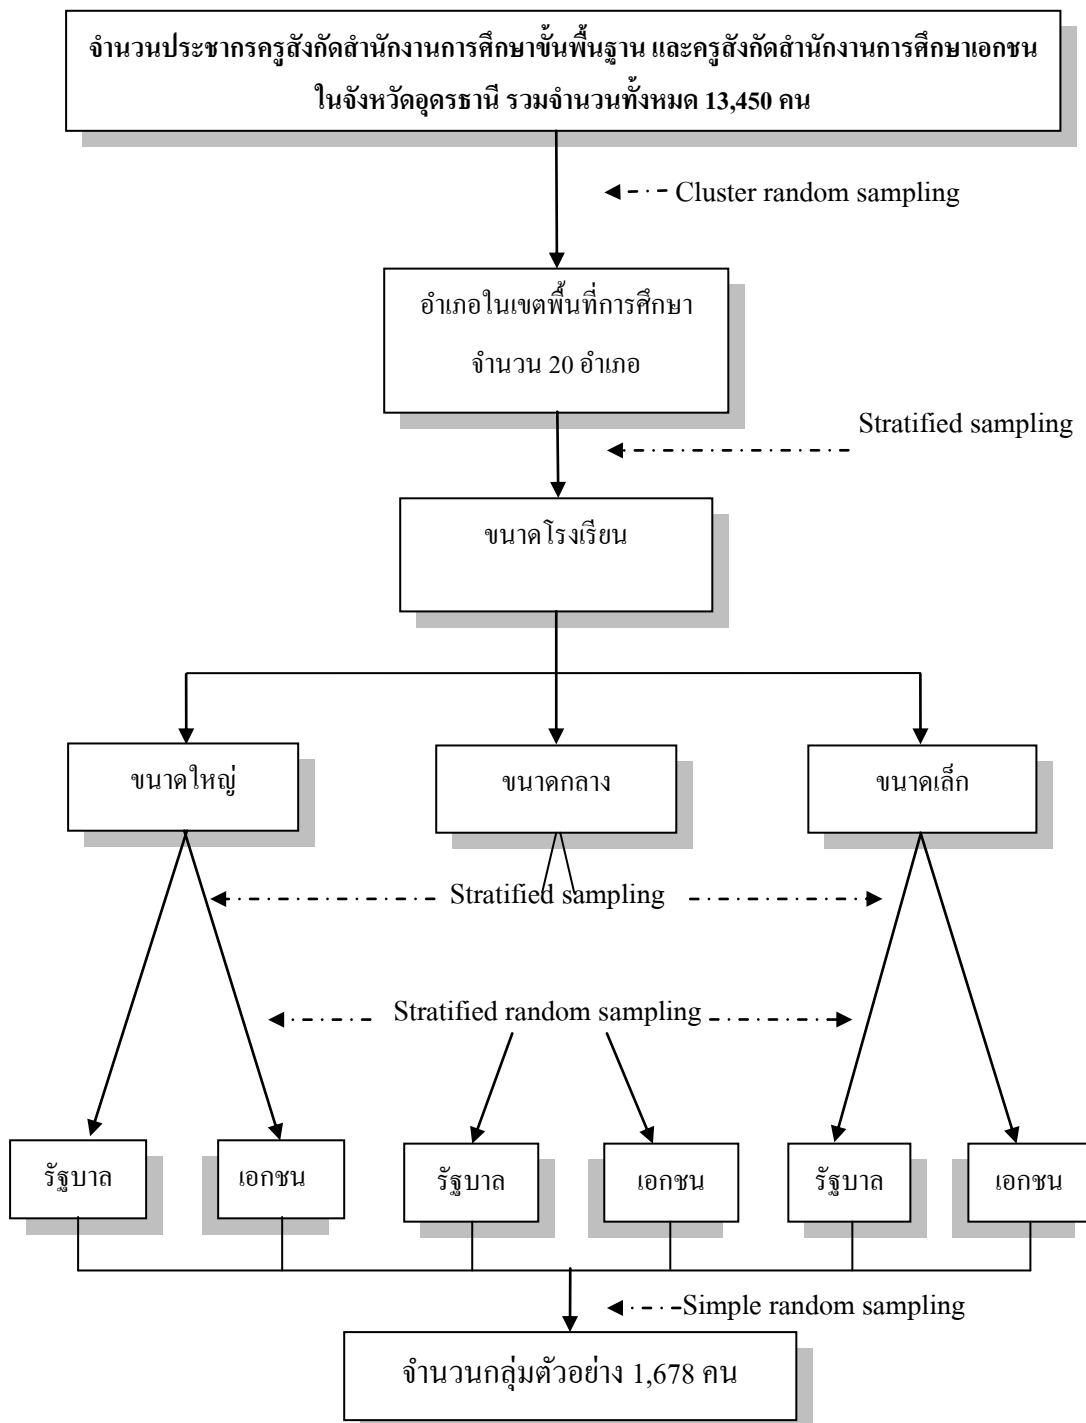 จำนวนประชากรครูสังกัดสำนักงานการศึกษาขั้นพื้นฐาน และครูสังกัดสำนักงานการศึกษาเอกชน
ในจังหวัดอุดรธานี รวมจำนวนทั้งหมด 13,450 คน
Cluster random sampling
อำเภอในเขตพื้นที่การศึกษา
จำนวน 20 อำเภอ
Stratified sampling
ขนาดโรงเรียน
ขนาดใหญ่
ขนาดกลาง
ขนาดเล็ก
Stratified sampling
Stratified random sampling
รัฐบาล
เอกชน
รัฐบาล
เอกชน
รัฐบาล
เอกชน
Simple random sampling
จำนวนกลุ่มตัวอย่าง 1,678 คน